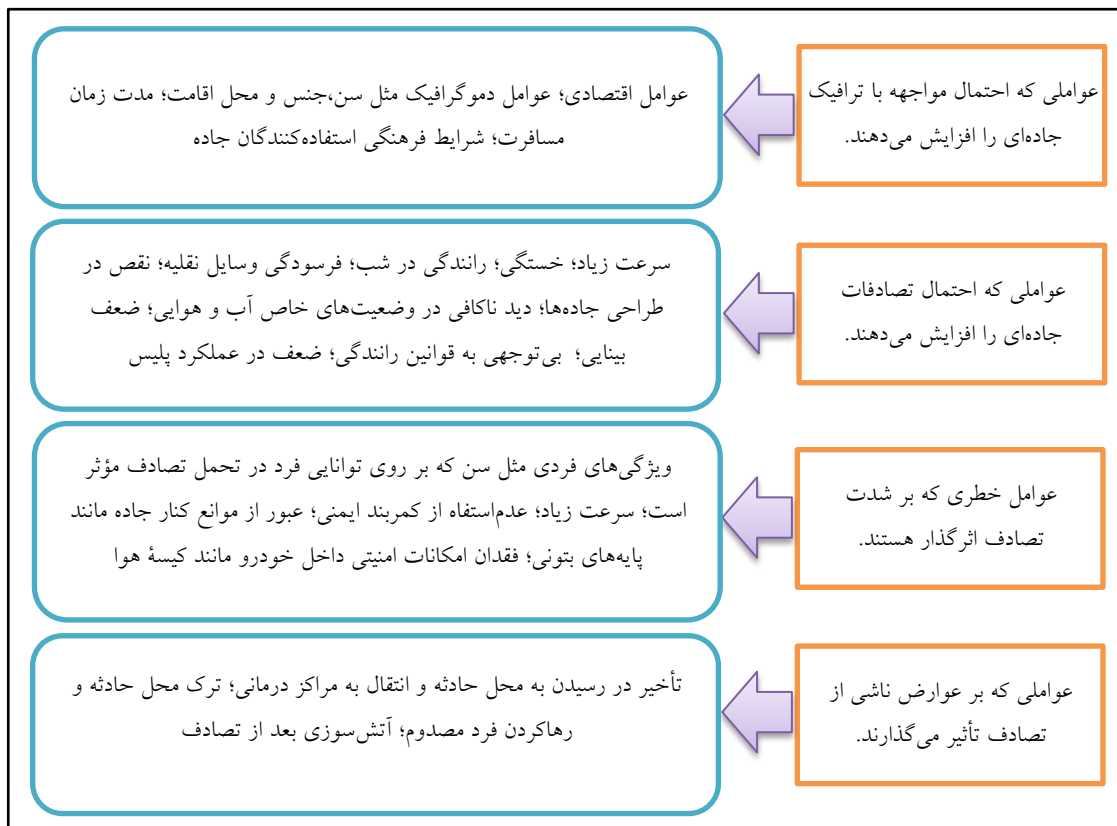 عواملی که احتمال مواجهه با ترافیک
جاده‌ای را افزایش می‌دهند.
عوامل اقتصادی؛ عوامل دموگرافیک مثل سن،جنس و محل اقامت؛ مدت زمان
مسافرت؛ شرایط فرهنگی استفاده‌کنندگان جاده
عواملی که احتمال تصادفات
جاده‌ای را افزایش می‌دهند.
سرعت زیاد؛ خستگی؛ رانندگی در شب؛ فرسودگی وسایل نقلیه؛ نقص در
طراحی جاده‌ها؛ دید ناکافی در وضعیت‌های خاص آب و هوایی؛ ضعف
بینایی؛ بی‌توجهی به قوانین رانندگی؛ ضعف در عملکرد پلیس
عوامل خطری که بر شدت
تصادف اثرگذار هستند.
ویژگی‌های فردی مثل سن که بر روی توانایی فرد در تحمل تصادف مؤثر
است؛ سرعت زیاد؛ عدم‌استفاه از کمربند ایمنی؛ عبور از موانع کنار جاده مانند
پایه‌های بتونی؛ فقدان امکانات امنیتی داخل خودرو مانند کیسۀ هوا
عواملی که بر عوارض ناشی از
تصادف تأثیر می‌گذارند.
تأخیر در رسیدن به محل حادثه و انتقال به مراکز درمانی؛ ترک محل حادثه و
رهاکردن فرد مصدوم؛ آتش‌سوزی بعد از تصادف